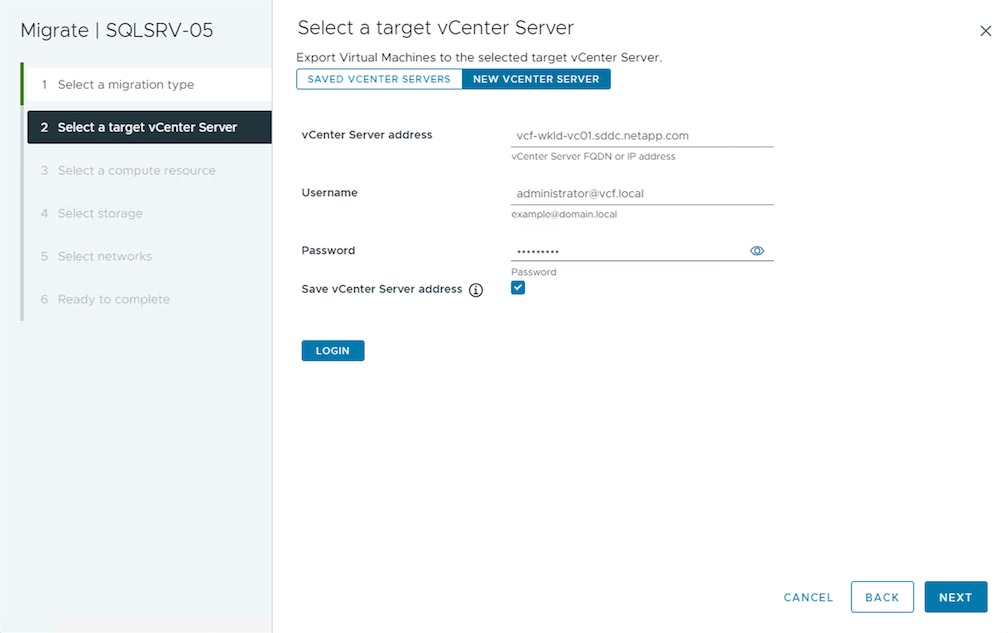 Migrate | SQLSRV-05
1 Select a migration type
2 Select a target vCenter Server
3 Select a compute resource
4 Select storage
5 Select networks
6 Ready to complete
Select a target vCenter Server
Export Virtual Machines to the selected target vCenter Server.
SAVED VCENTER SERVERS NEW VCENTER SERVER
vCenter Server address vcf-wkld-vc01.sddc.netapp.com
vCenter Server FQDN or IP address
Username administrator@vcf.local
example@domain.local
Password •••••••••
Password
Save vCenter Server address
LOGIN
CANCEL BACK NEXT